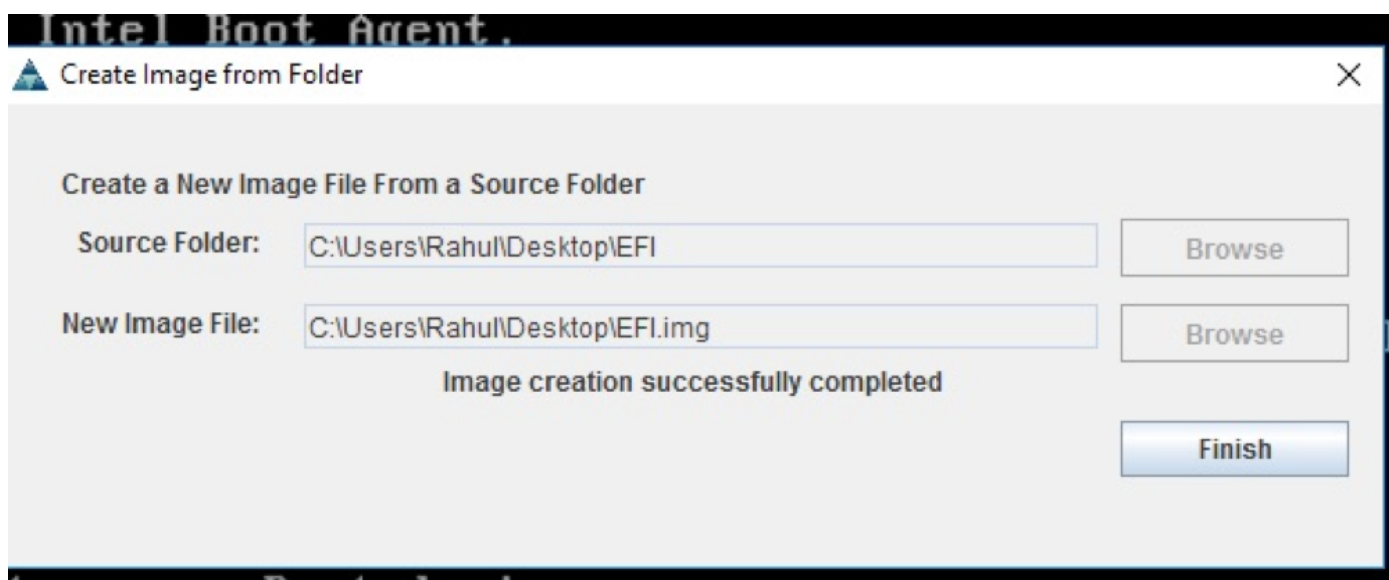 Intel Boot Agent.
Create Image from Folder
Create a New Image File From a Source Folder
Source Folder: C:\Users\Rahul\Desktop\EFI Browse
New Image File: C:\Users\Rahul\Desktop\EFI.img Browse
Image creation successfully completed
Finish